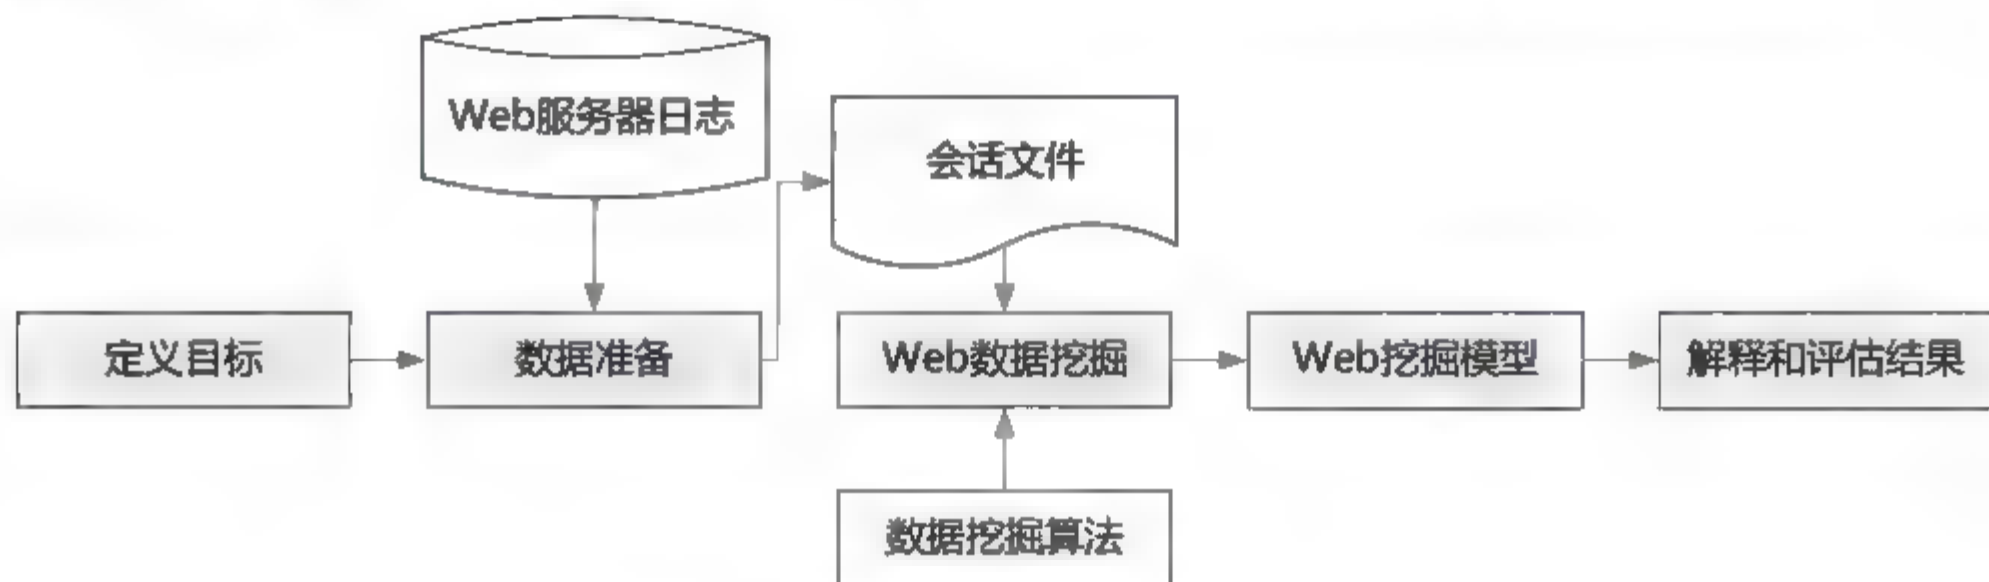 Web服务器日志
会话文件
定义目标
数据准备
Web数据挖掘
Web挖掘模型
解释和评估结果
数据挖掘算法